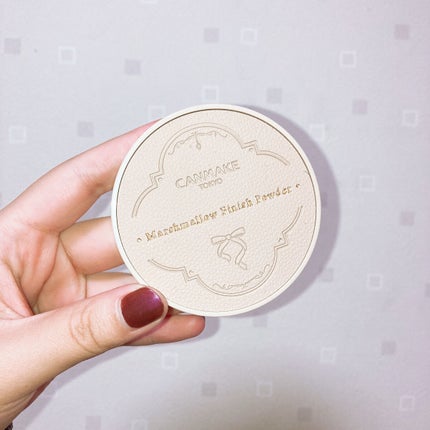 CANMAKE
TOKYO
• Marshmallow Finish Powder •